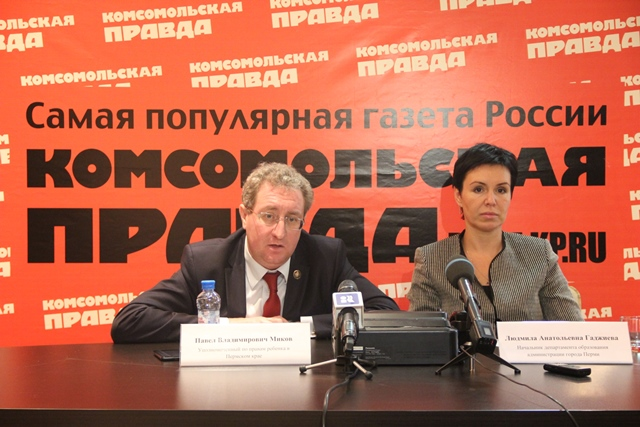 КОМСОМОЛЬСКАЯ
ПРАВДА
КОМСОМОЛЬСКАЯ
ПРАВДА
КОМСОМОЛЬСКАЯ
ПРАВДА
КОМСОМОЛЬСКАЯ
ПРАВДА
КОМСОМОЛЬСКАЯ
ПРАВДА
КОМСОМОЛЬСКАЯ
ПРАВДА
Самая популярная газета России
КОМСОМОЛЬСКАЯ
ПРАВДА
KP.RU
КОМСОМОЛЬСКАЯ
ПРАВДА
Павел Владимирович Миков
Уполномоченный по правам ребенка в
Пермском крае
Людмила Анатольевна Гаджиева
Начальник департамента образования
администрации города Перми